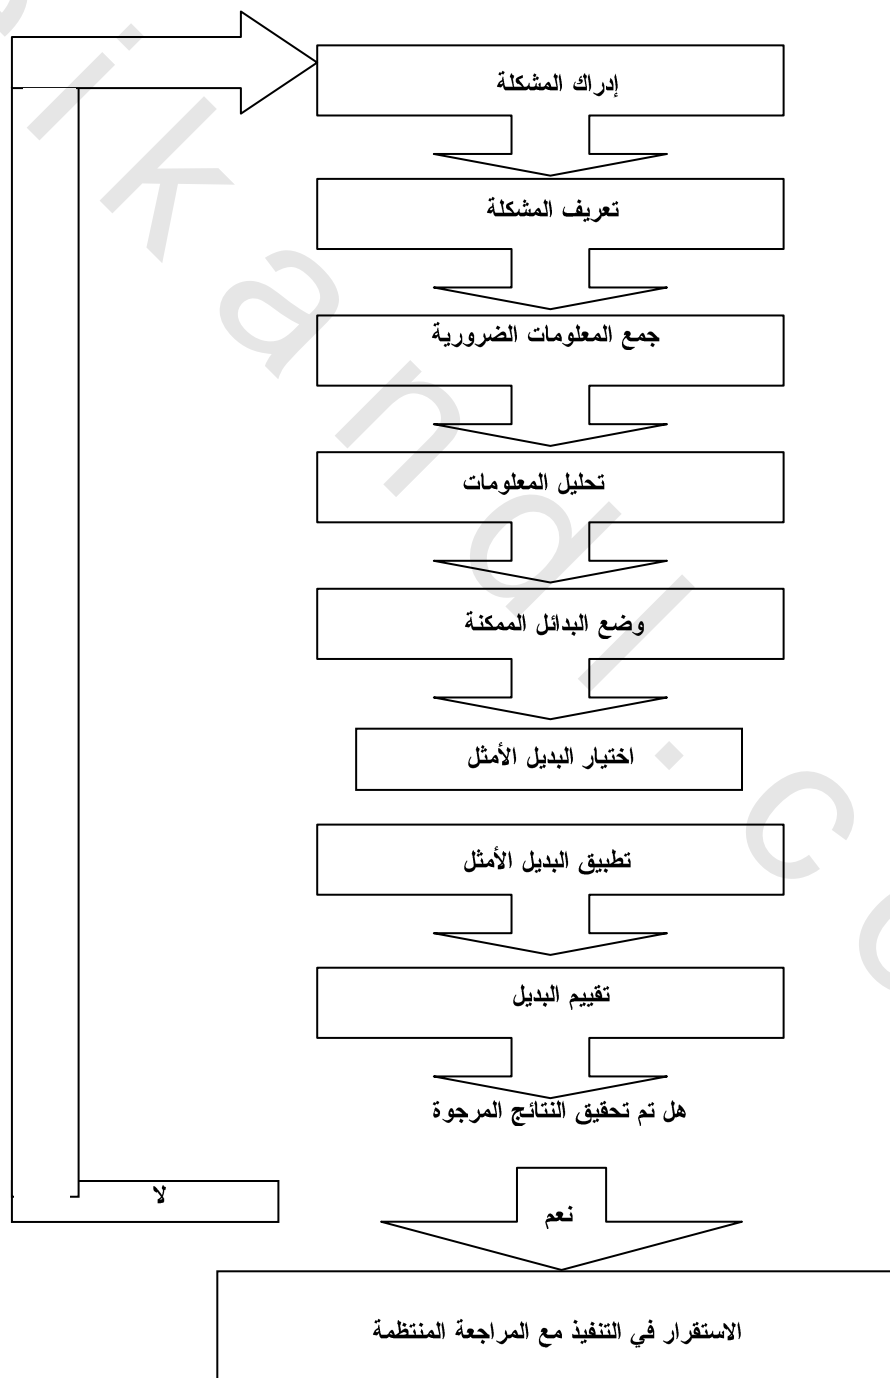 إدراك المشكلة
تعريف المشكلة
جمع المعلومات الضرورية
تحليل المعلومات
وضع البدائل الممكنة
اختيار البديل الأمثل
تطبيق البديل الأمثل
تقييم البديل
هل تم تحقيق النتائج المرجوة
لا
نعم
الاستقرار في التنفيذ مع المراجعة المنتظمة
i k a n d l . c o